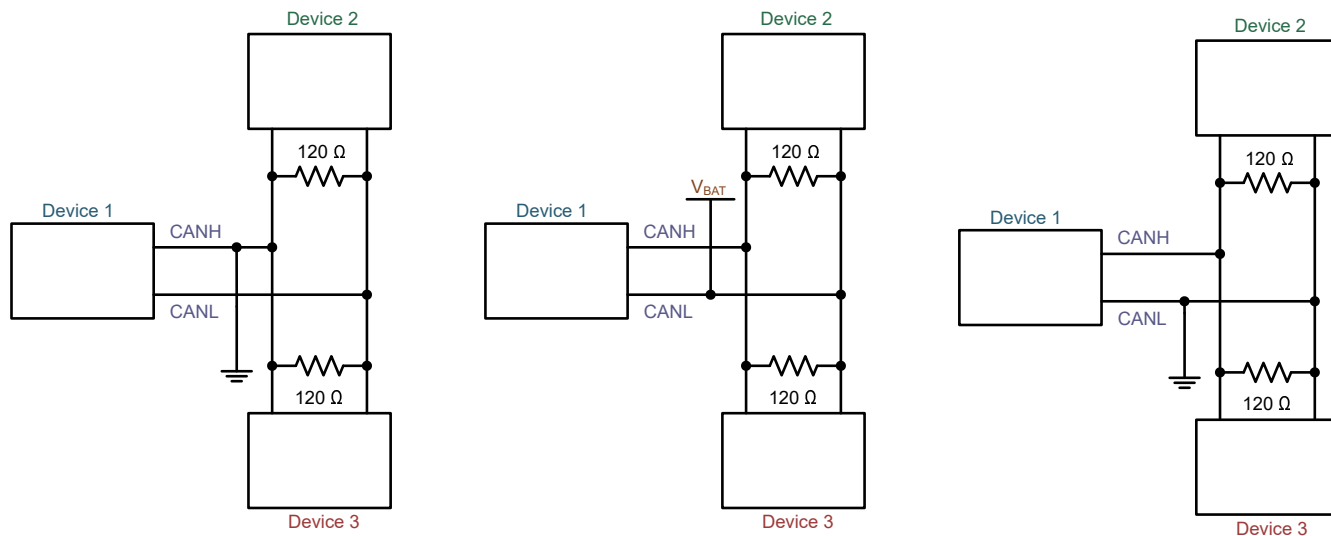 Device 2
120 Ω
Device 1
CANH
CANL
120 Ω
Device 3
Device 2
120 Ω
VBAT
Device 1
CANH
CANL
120 Ω
Device 3
Device 2
120 Ω
Device 1
CANH
CANL
120 Ω
Device 3